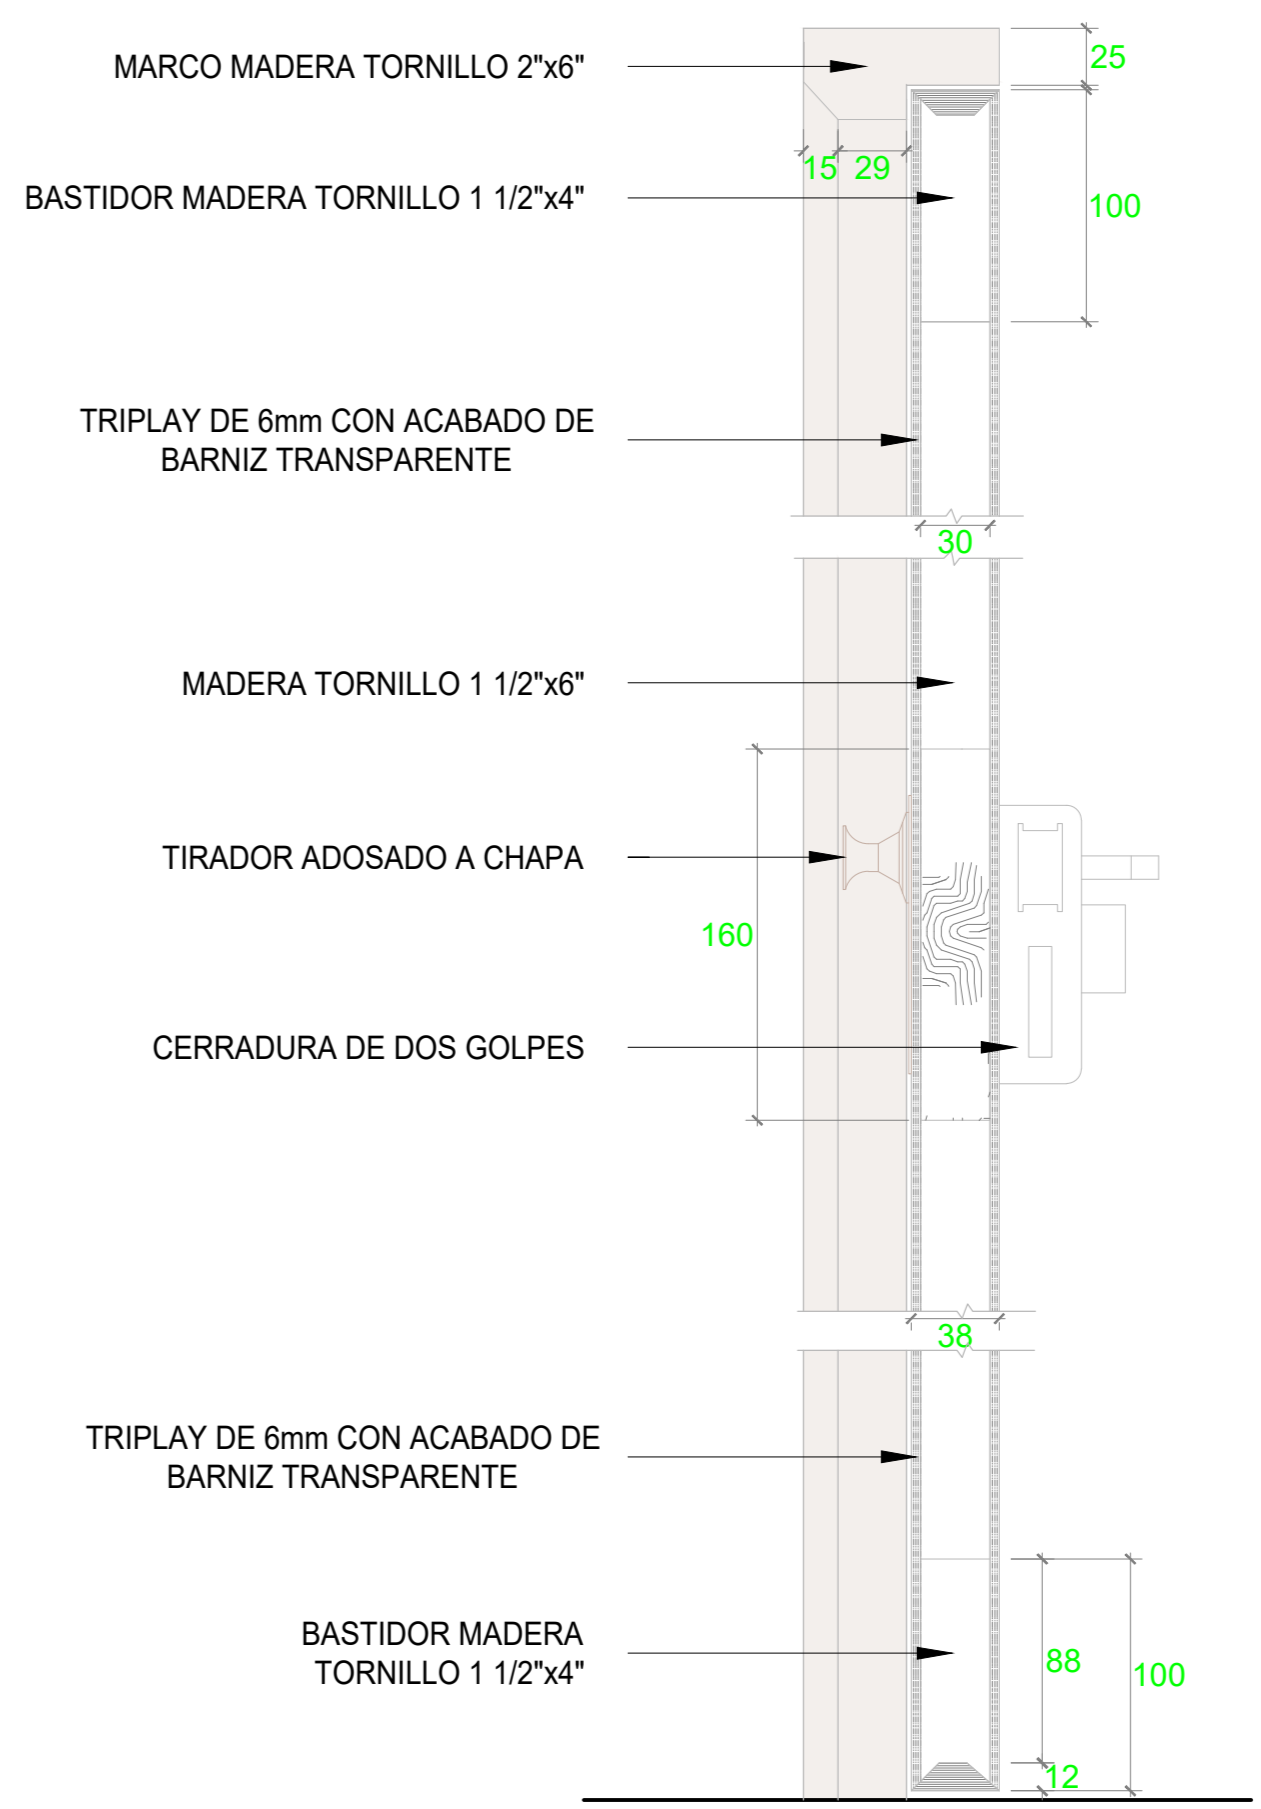 MARCO MADERA TORNILLO 2"x6"
25
15 29
BASTIDOR MADERA TORNILLO 1 1/2"x4"
100
TRIPLAY DE 6mm CON ACABADO DE
BARNIZ TRANSPARENTE
30
MADERA TORNILLO 1 1/2"x6"
TIRADOR ADOSADO A CHAPA
160
CERRADURA DE DOS GOLPES
38
TRIPLAY DE 6mm CON ACABADO DE
BARNIZ TRANSPARENTE
BASTIDOR MADERA
TORNILLO 1 1/2"x4"
88
100
12